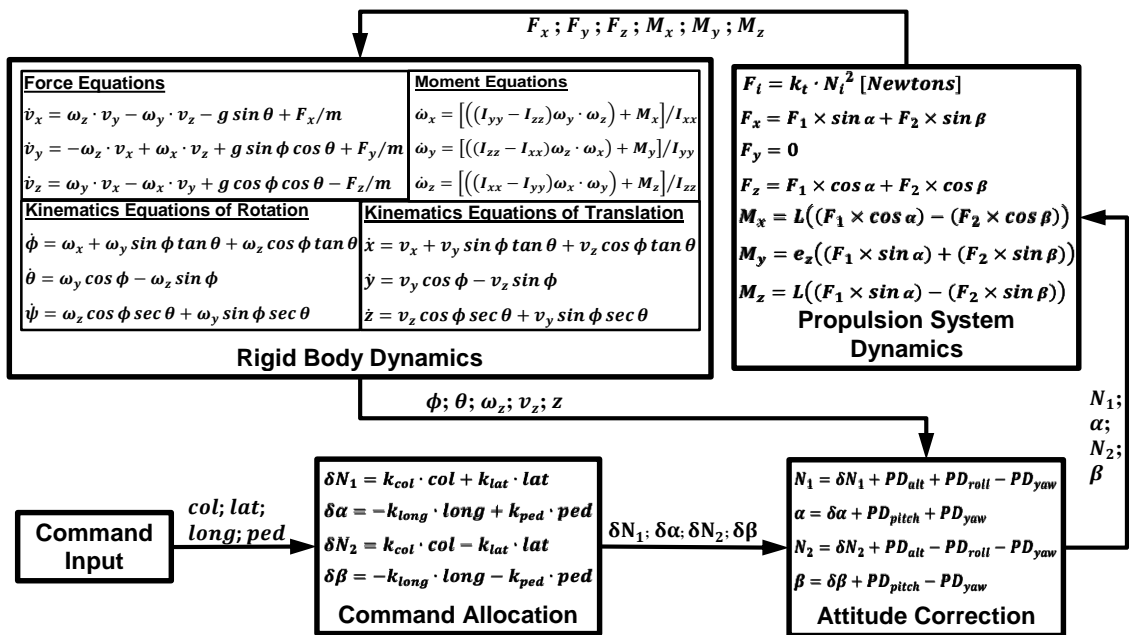 F_x ; F_y ; F_z ; M_x ; M_y ; M_z
Force Equations
v̇_x = ω_z · v_y − ω_y · v_z − g sin θ + F_x/m
v̇_y = −ω_z · v_x + ω_x · v_z + g sin ϕ cos θ + F_y/m
v̇_z = ω_y · v_x − ω_x · v_y + g cos ϕ cos θ − F_z/m
Moment Equations
ω̇_x = [((I_yy − I_zz)ω_y · ω_z) + M_x]/I_xx
ω̇_y = [((I_zz − I_xx)ω_z · ω_x) + M_y]/I_yy
ω̇_z = [((I_xx − I_yy)ω_x · ω_y) + M_z]/I_zz
Kinematics Equations of Rotation
ϕ̇ = ω_x + ω_y sin ϕ tan θ + ω_z cos ϕ tan θ
θ̇ = ω_y cos ϕ − ω_z sin ϕ
ψ̇ = ω_z cos ϕ sec θ + ω_y sin ϕ sec θ
Kinematics Equations of Translation
ẋ = v_x + v_y sin ϕ tan θ + v_z cos ϕ tan θ
ẏ = v_y cos ϕ − v_z sin ϕ
ż = v_z cos ϕ sec θ + v_y sin ϕ sec θ
Rigid Body Dynamics
F_i = k_t · N_i² [Newtons]
F_x = F_1 × sin α + F_2 × sin β
F_y = 0
F_z = F_1 × cos α + F_2 × cos β
M_x = L((F_1 × cos α) − (F_2 × cos β))
M_y = e_z((F_1 × sin α) + (F_2 × sin β))
M_z = L((F_1 × sin α) − (F_2 × sin β))
Propulsion System
Dynamics
ϕ; θ; ω_z; v_z; z
N_1;
α;
N_2;
β
Command
Input
col; lat;
long; ped
δN_1 = k_col · col + k_lat · lat
δα = −k_long · long + k_ped · ped
δN_2 = k_col · col − k_lat · lat
δβ = −k_long · long − k_ped · ped
Command Allocation
δN_1; δα; δN_2; δβ
N_1 = δN_1 + PD_alt + PD_roll − PD_yaw
α = δα + PD_pitch + PD_yaw
N_2 = δN_2 + PD_alt − PD_roll − PD_yaw
β = δβ + PD_pitch − PD_yaw
Attitude Correction